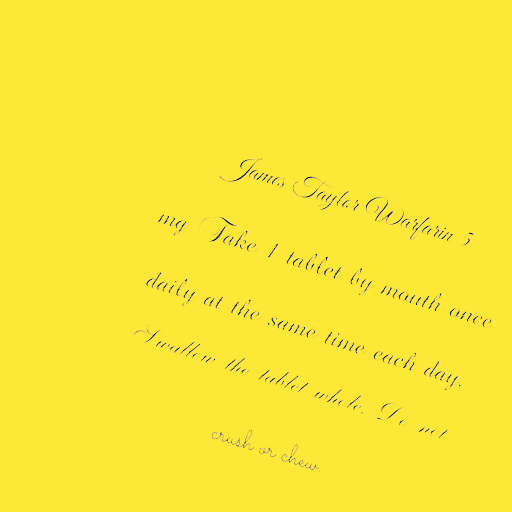 James Taylor Warfarin 5
mg Take 1 tablet by mouth once
daily at the same time each day.
Swallow the tablet whole. Do not
crush or chew.